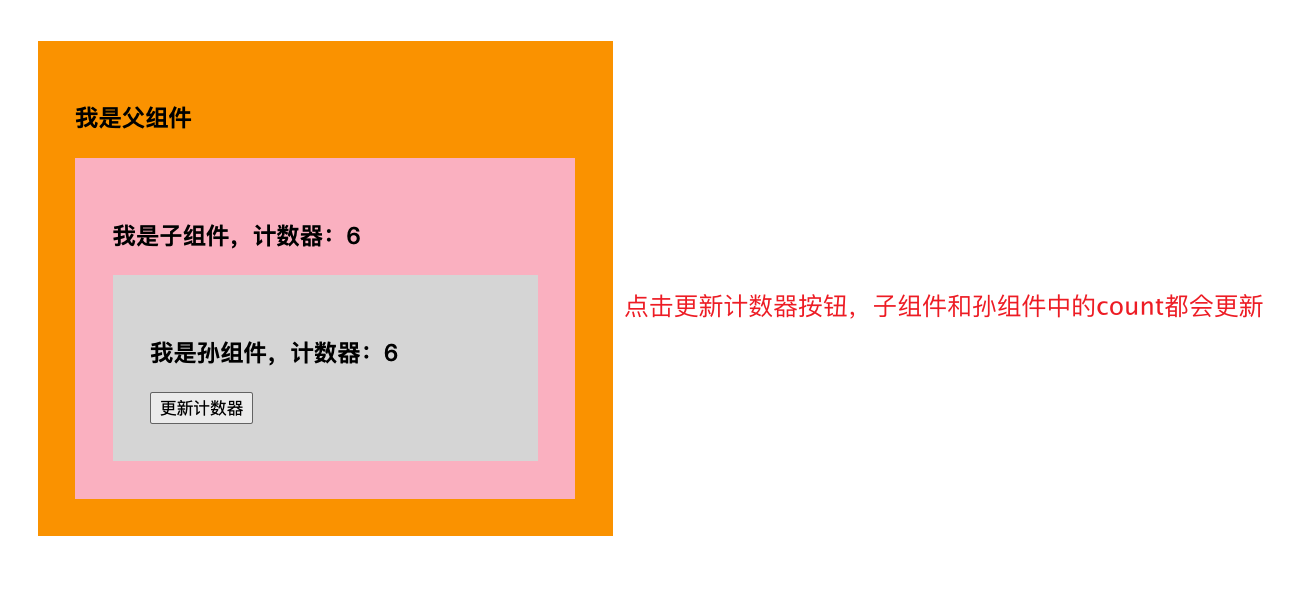 我是父组件
我是子组件，计数器：6
点击更新计数器按钮，子组件和孙组件中的count都会更新
我是孙组件，计数器：6
更新计数器